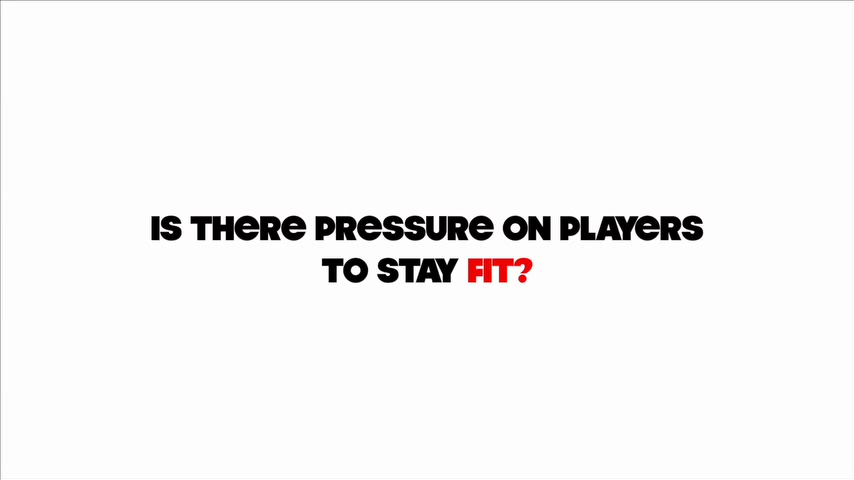 IS THERE PRESSURE ON PLAYERS
TO STAY FIT?